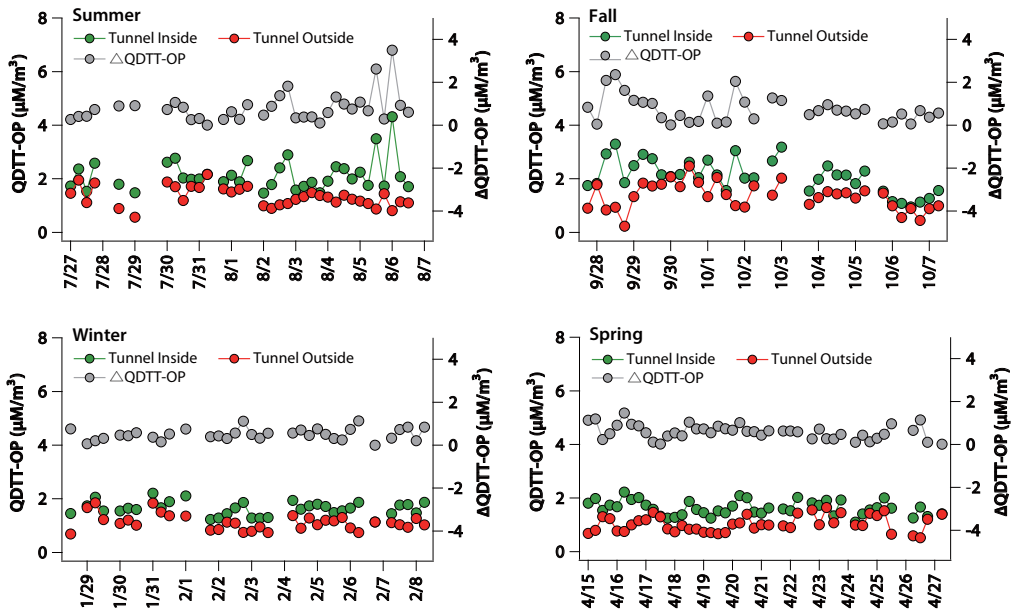 Summer
Tunnel Inside Tunnel Outside
△QDTT-OP
QDTT-OP (μM/m³)
8
6
4
2
0
ΔQDTT-OP (μM/m³)
4
2
0
-2
-4
7/27 7/28 7/29 7/30 7/31 8/1 8/2 8/3 8/4 8/5 8/6 8/7
Fall
Tunnel Inside Tunnel Outside
△QDTT-OP
QDTT-OP (μM/m³)
8
6
4
2
0
ΔQDTT-OP (μM/m³)
4
2
0
-2
-4
9/28 9/29 9/30 10/1 10/2 10/3 10/4 10/5 10/6 10/7
Winter
Tunnel Inside Tunnel Outside
△QDTT-OP
QDTT-OP (μM/m³)
8
6
4
2
0
ΔQDTT-OP (μM/m³)
4
2
0
-2
-4
1/29 1/30 1/31 2/1 2/2 2/3 2/4 2/5 2/6 2/7 2/8
Spring
Tunnel Inside Tunnel Outside
△QDTT-OP
QDTT-OP (μM/m³)
8
6
4
2
0
ΔQDTT-OP (μM/m³)
4
2
0
-2
-4
4/15 4/16 4/17 4/18 4/19 4/20 4/21 4/22 4/23 4/24 4/25 4/26 4/27